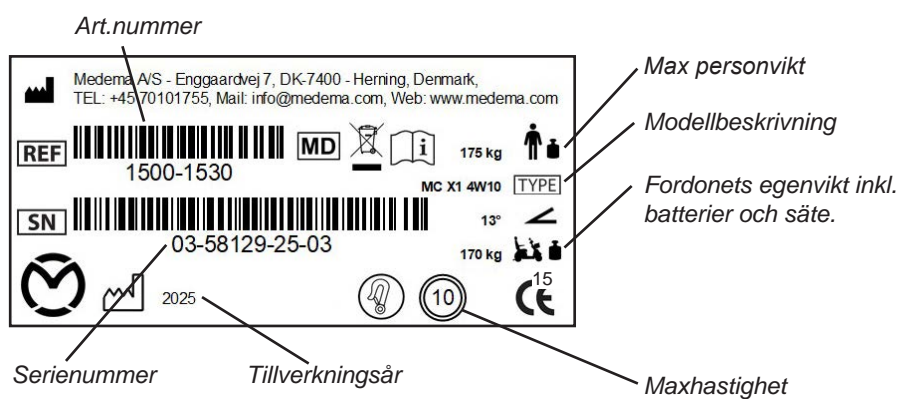 Art.nummer
Medema A/S - Enggaardvej 7, DK-7400 - Herning, Denmark,
TEL: +45 70101755, Mail: info@medema.com, Web: www.medema.com
Max personvikt
REF
1500-1530
MD
i
175 kg
Modellbeskrivning
MC X1 4W10 TYPE
Fordonets egenvikt inkl.
batterier och säte.
SN
03-58129-25-03
13°
170 kg
2025
10
CE 15
Serienummer
Tillverkningsår
Maxhastighet